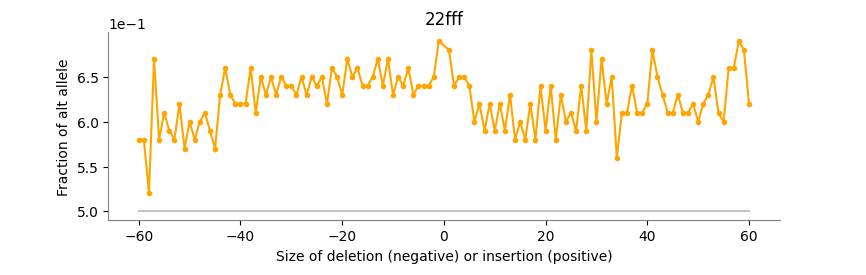 22fff
1e−1
Fraction of alt allele
6.5
6.0
5.5
5.0
−60 −40 −20 0 20 40 60
Size of deletion (negative) or insertion (positive)